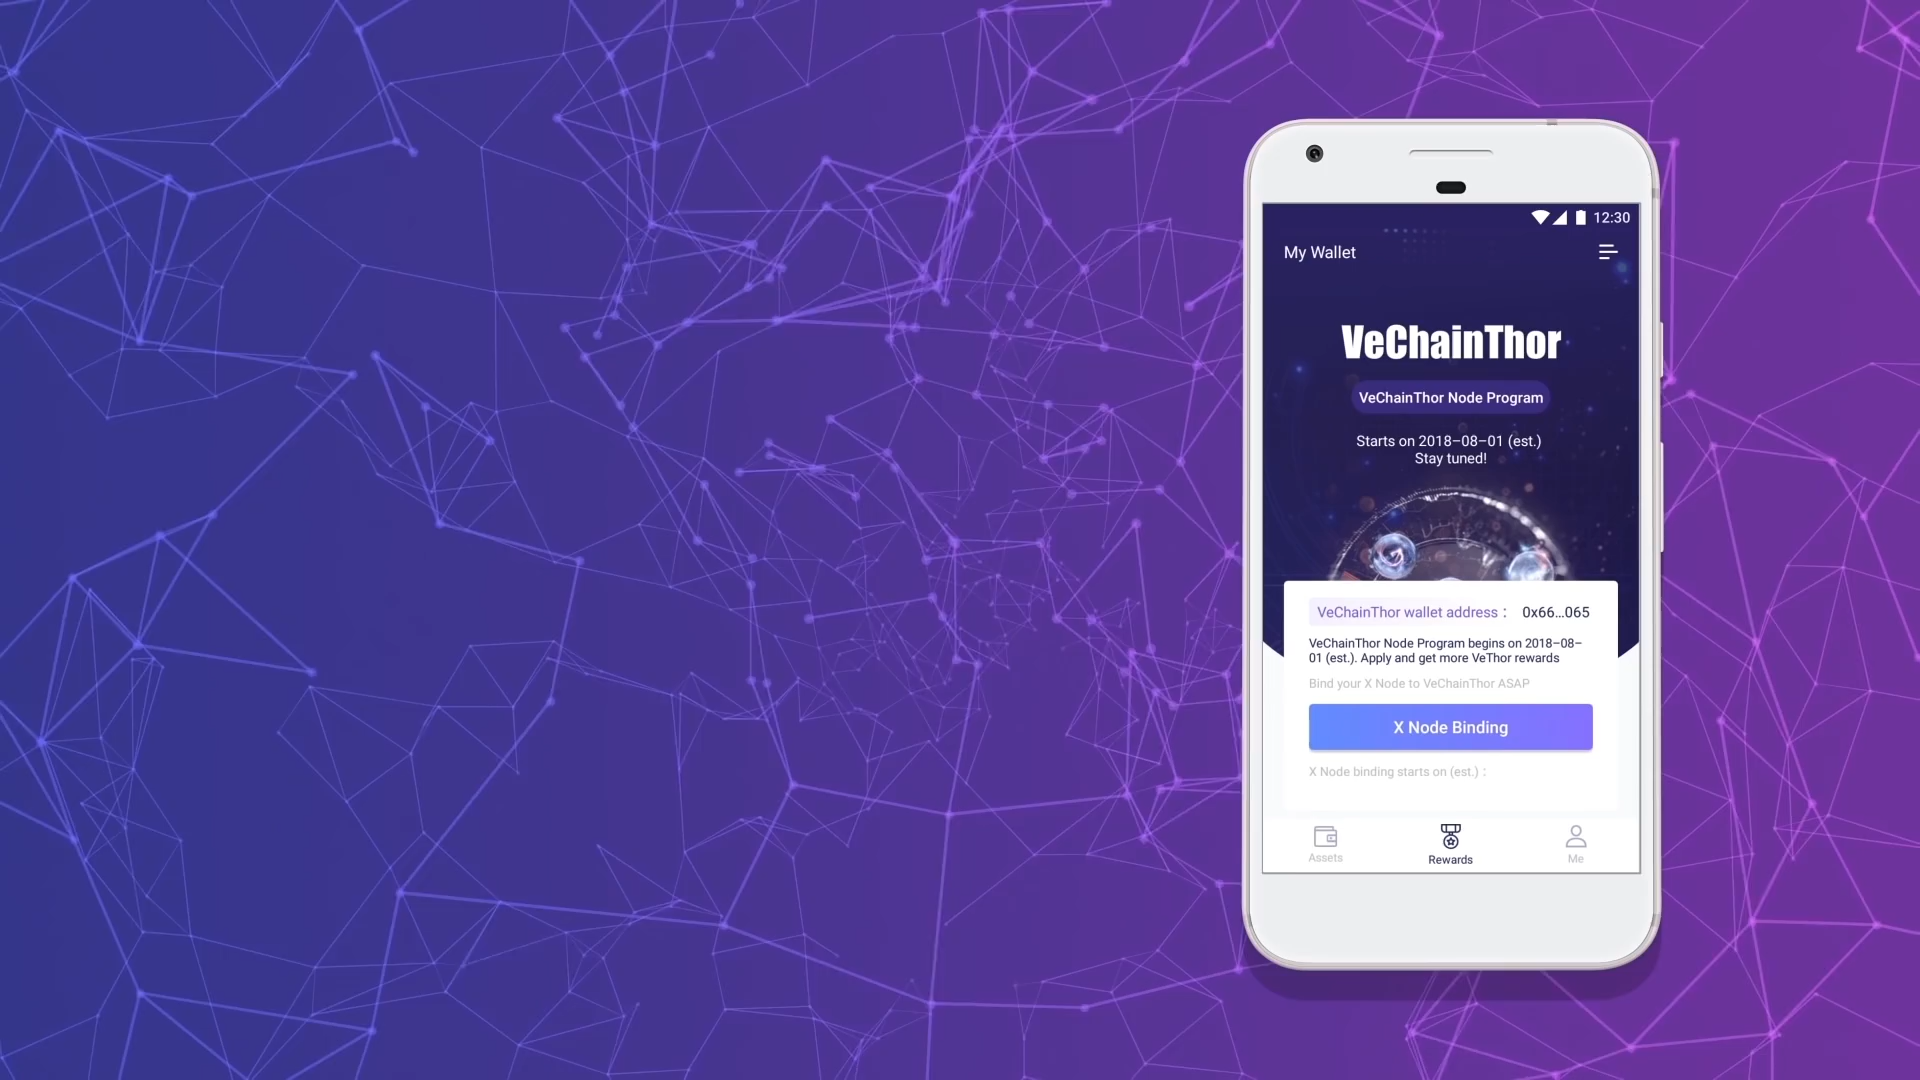 12:30
My Wallet
VeChainThor
VeChainThor Node Program
Starts on 2018-08-01 (est.)
Stay tuned!
VeChainThor wallet address : 0x66...065
VeChainThor Node Program begins on 2018-08-
01 (est.). Apply and get more VeThor rewards
Bind your X Node to VeChainThor ASAP
X Node Binding
X Node binding starts on (est.) :
Assets
Rewards
Me